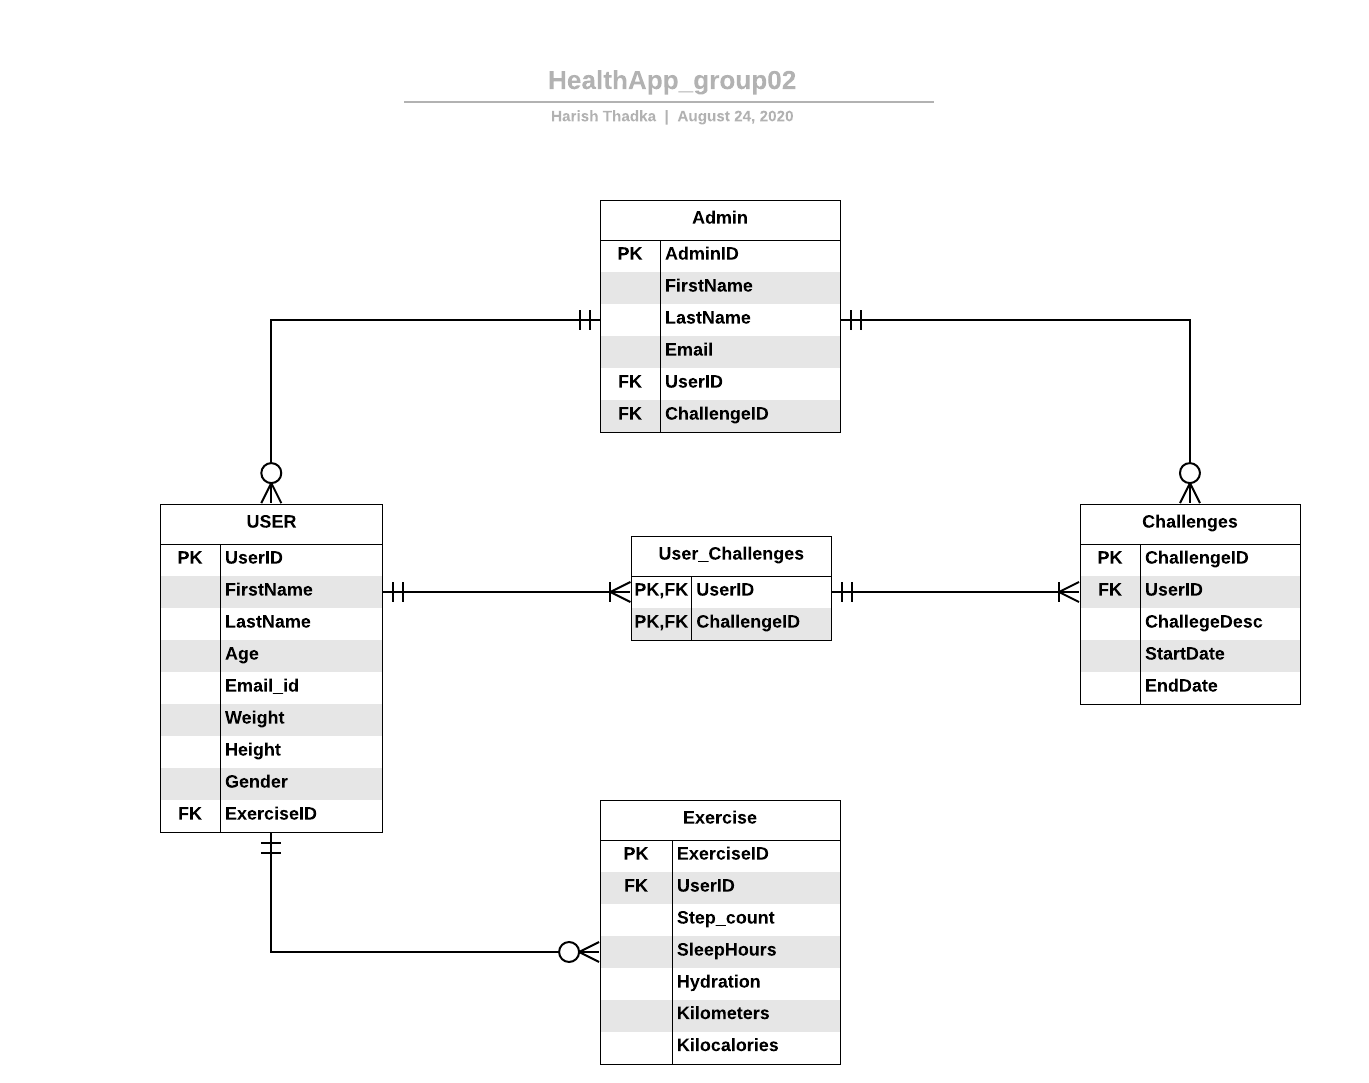 HealthApp_group02
Harish Thadka | August 24, 2020
Admin
PK AdminID
FirstName
LastName
Email
FK UserID
FK ChallengeID
USER
PK UserID
FirstName
LastName
Age
Email_id
Weight
Height
Gender
FK ExerciseID
User_Challenges
PK,FK UserID
PK,FK ChallengeID
Challenges
PK ChallengeID
FK UserID
ChallegeDesc
StartDate
EndDate
Exercise
PK ExerciseID
FK UserID
Step_count
SleepHours
Hydration
Kilometers
Kilocalories